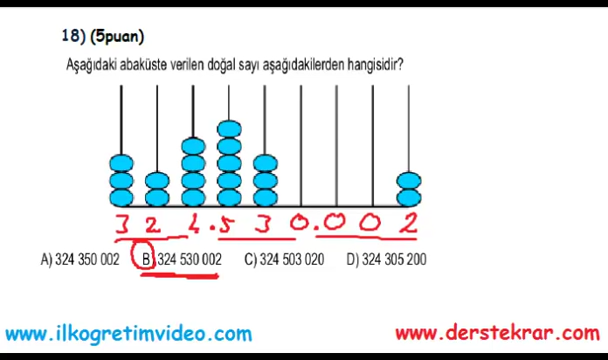 18) (5puan)
Aşağıdaki abaküste verilen doğal sayı aşağıdakilerden hangisidir?
3 2 4.5 3 0.0 0 2
A) 324 350 002 B) 324 530 002 C) 324 503 020 D) 324 305 200
www.ilkogretimvideo.com www.derstekrar.com